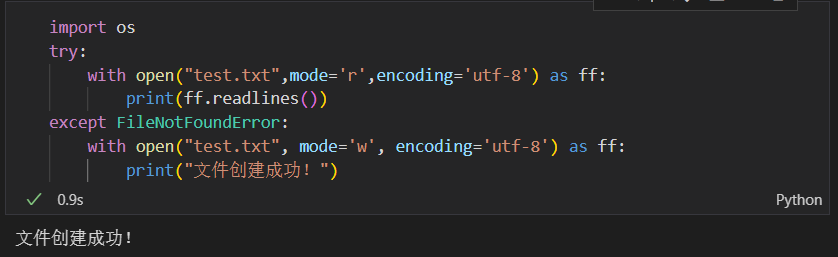 import os
try:
    with open("test.txt",mode='r',encoding='utf-8') as ff:
        print(ff.readlines())
except FileNotFoundError:
    with open("test.txt", mode='w', encoding='utf-8') as ff:
        print("文件创建成功！")
0.9s
Python
文件创建成功！